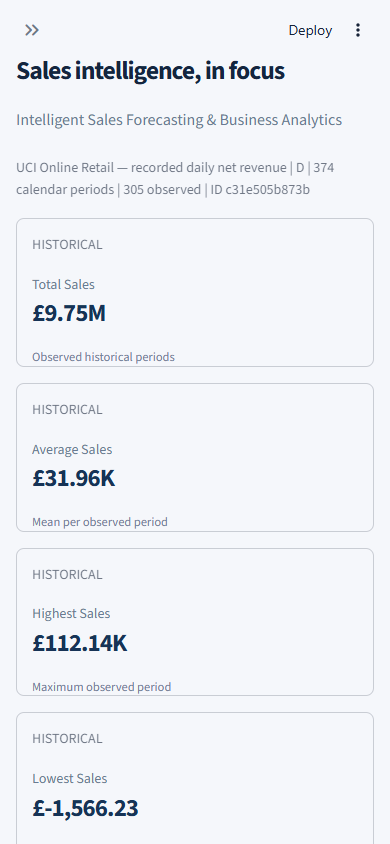 Deploy
Sales intelligence, in focus
Intelligent Sales Forecasting & Business Analytics
UCI Online Retail — recorded daily net revenue | D | 374
calendar periods | 305 observed | ID c31e505b873b
HISTORICAL
Total Sales
£9.75M
Observed historical periods
HISTORICAL
Average Sales
£31.96K
Mean per observed period
HISTORICAL
Highest Sales
£112.14K
Maximum observed period
HISTORICAL
Lowest Sales
£-1,566.23